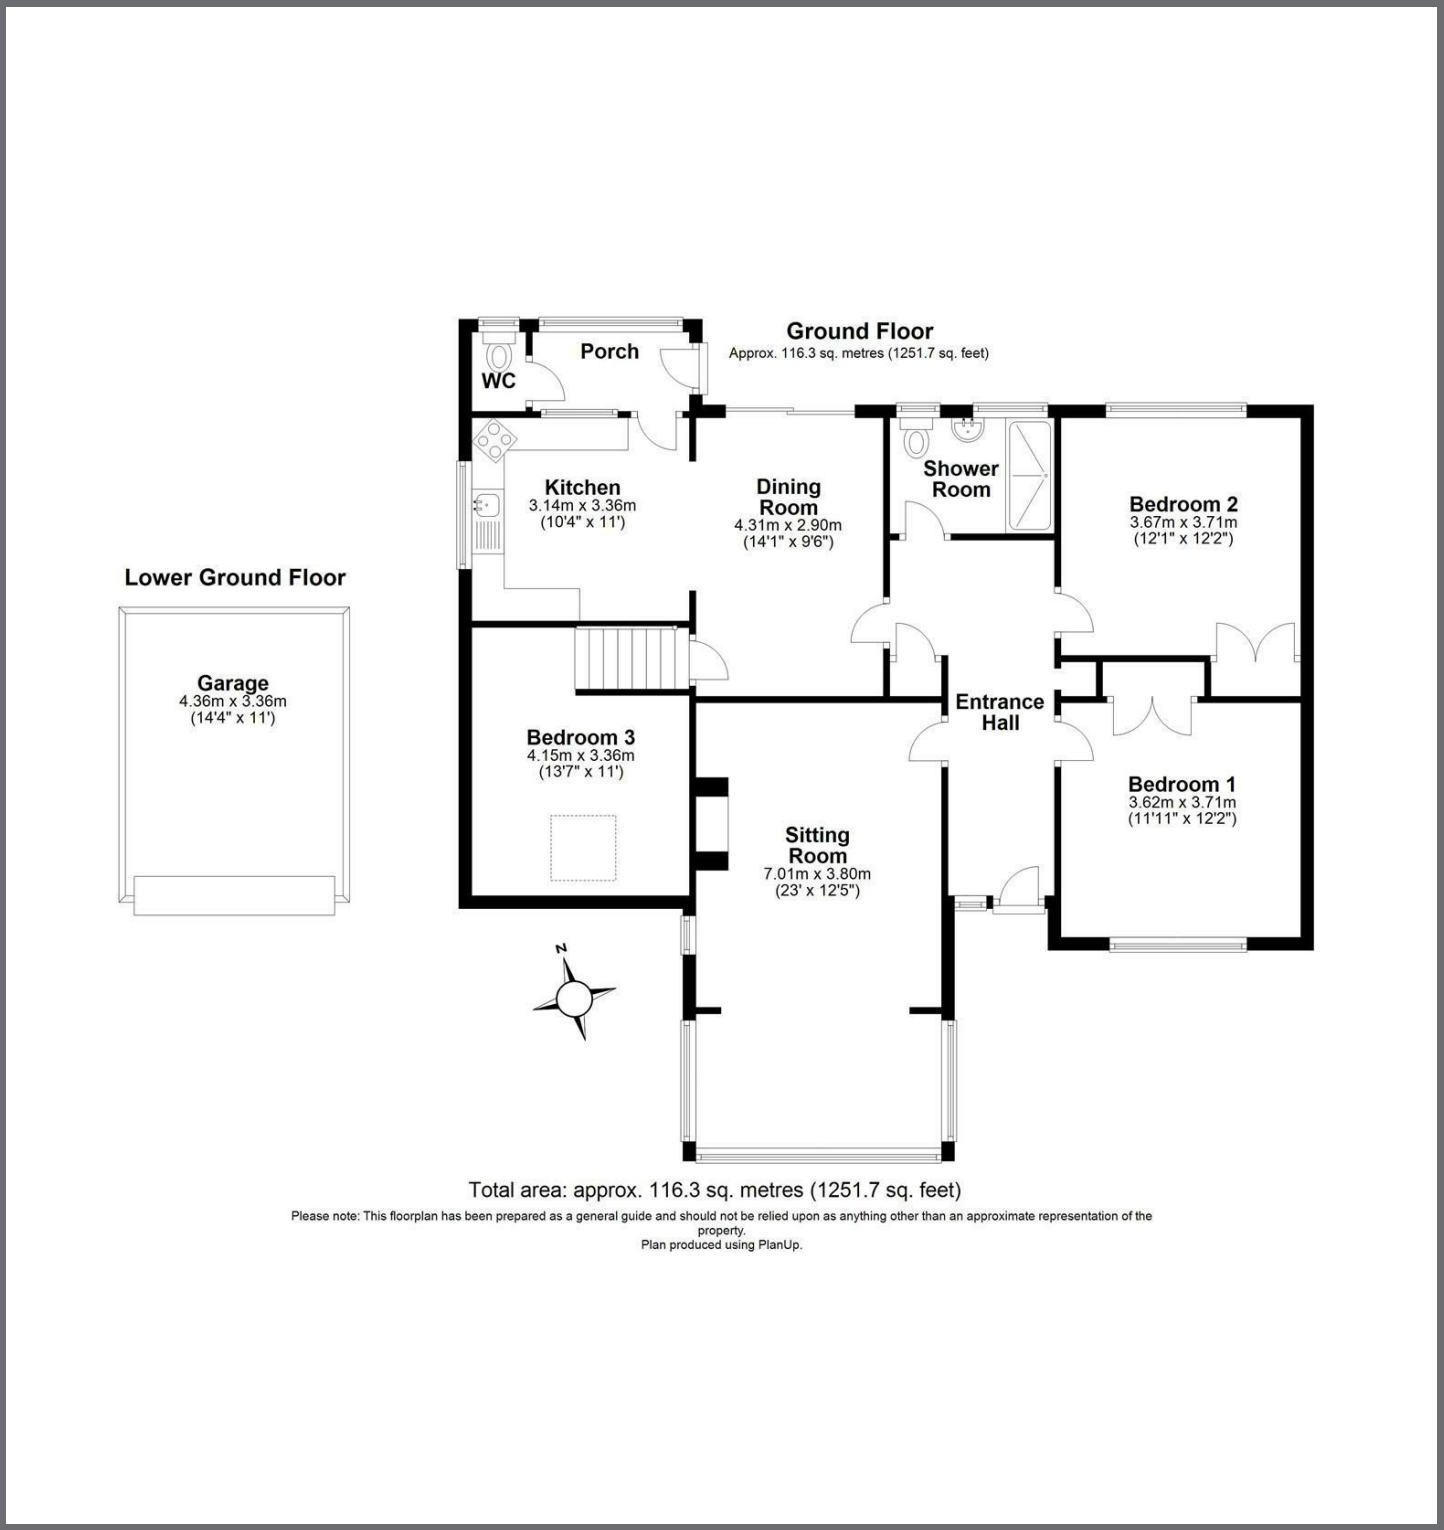 Ground Floor
Approx. 116.3 sq. metres (1251.7 sq. feet)
Porch
WC
Kitchen
3.14m x 3.36m
(10'4" x 11')
Dining
Room
4.31m x 2.90m
(14'1" x 9'6")
Shower
Room
Bedroom 2
3.67m x 3.71m
(12'1" x 12'2")
Lower Ground Floor
Garage
4.36m x 3.36m
(14'4" x 11')
Bedroom 3
4.15m x 3.36m
(13'7" x 11')
Entrance
Hall
Bedroom 1
3.62m x 3.71m
(11'11" x 12'2")
Sitting
Room
7.01m x 3.80m
(23' x 12'5")
N
Total area: approx. 116.3 sq. metres (1251.7 sq. feet)
Please note: This floorplan has been prepared as a general guide and should not be relied upon as anything other than an approximate representation of the
property.
Plan produced using PlanUp.